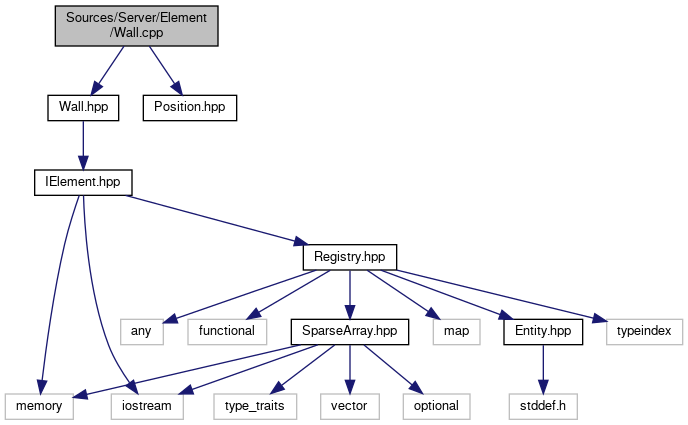 Sources/Server/Element
/Wall.cpp
Wall.hpp
Position.hpp
IElement.hpp
Registry.hpp
any
functional
SparseArray.hpp
map
Entity.hpp
typeindex
memory
iostream
type_traits
vector
optional
stddef.h